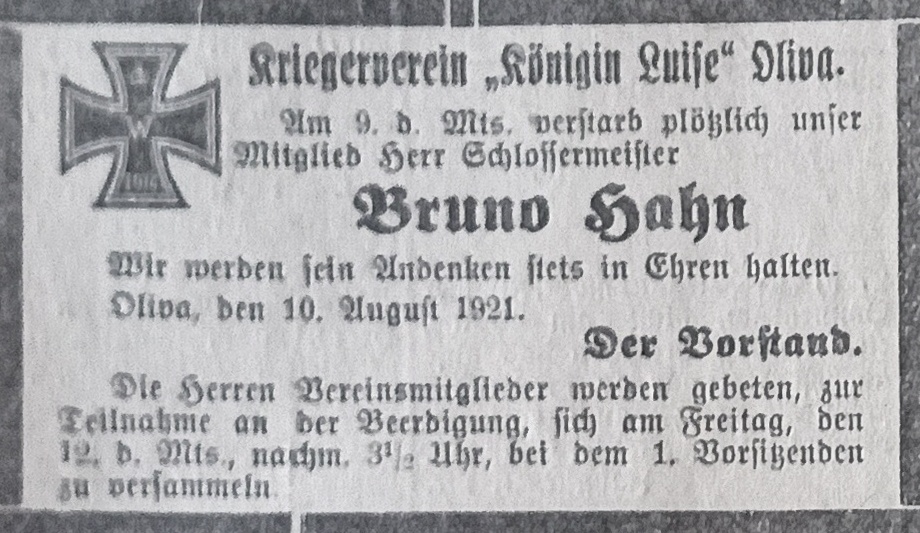 Kriegerverein „Königin Luise“ Oliva.
Am 9. d. Mts. verstarb plötzlich unser
Mitglied Herr Schlossermeister
Bruno Hahn
Wir werden sein Andenken stets in Ehren halten.
Oliva, den 10. August 1921.
Der Vorstand.
Die Herren Vereinsmitglieder werden gebeten, zur
Teilnahme an der Beerdigung, sich am Freitag, den
12. d. Mts., nachm. 3½ Uhr, bei dem 1. Vorsitzenden
zu versammeln
W